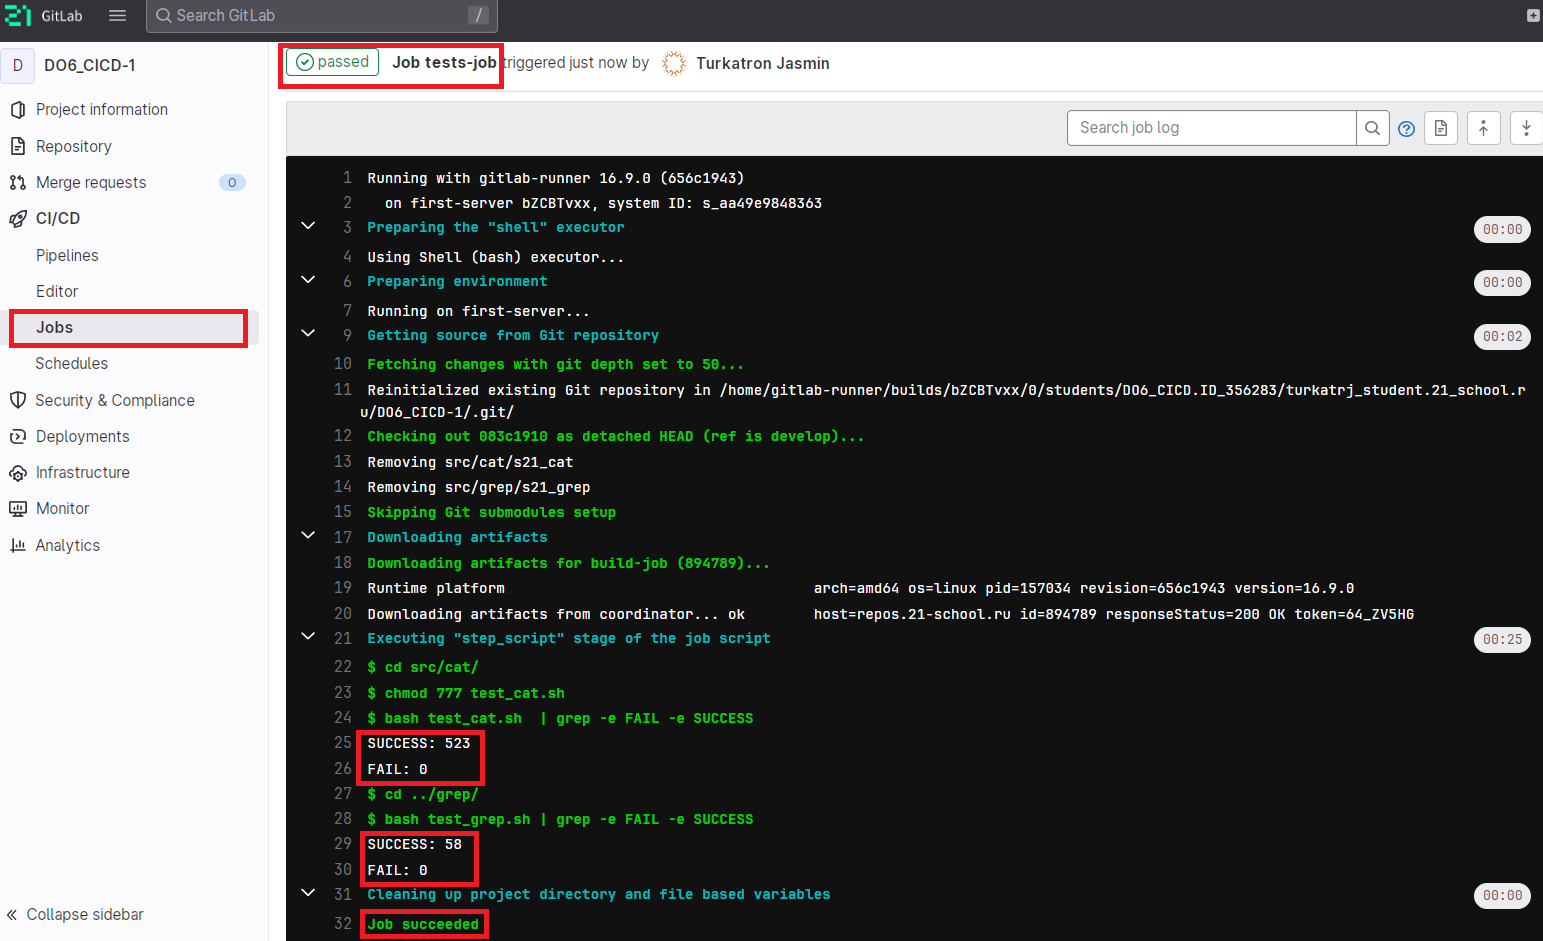 GitLab
Search GitLab
/
D
DO6_CICD-1
Project information
Repository
Merge requests
0
CI/CD
Pipelines
Editor
Jobs
Schedules
Security & Compliance
Deployments
Infrastructure
Monitor
Analytics
Collapse sidebar
passed Job tests-job triggered just now by Turkatron Jasmin
Search job log
1 Running with gitlab-runner 16.9.0 (656c1943)
2 on first-server bZCBTvxx, system ID: s_aa49e9848363
3 Preparing the "shell" executor 00:00
4 Using Shell (bash) executor...
6 Preparing environment 00:00
7 Running on first-server...
9 Getting source from Git repository 00:02
10 Fetching changes with git depth set to 50...
11 Reinitialized existing Git repository in /home/gitlab-runner/builds/bZCBTvxx/0/students/DO6_CICD.ID_356283/turkatrj_student.21_school.r
u/DO6_CICD-1/.git/
12 Checking out 083c1910 as detached HEAD (ref is develop)...
13 Removing src/cat/s21_cat
14 Removing src/grep/s21_grep
15 Skipping Git submodules setup
17 Downloading artifacts
18 Downloading artifacts for build-job (894789)...
19 Runtime platform arch=amd64 os=linux pid=157034 revision=656c1943 version=16.9.0
20 Downloading artifacts from coordinator... ok host=repos.21-school.ru id=894789 responseStatus=200 OK token=64_ZV5HG
21 Executing "step_script" stage of the job script 00:25
22 $ cd src/cat/
23 $ chmod 777 test_cat.sh
24 $ bash test_cat.sh | grep -e FAIL -e SUCCESS
25 SUCCESS: 523
26 FAIL: 0
27 $ cd ../grep/
28 $ bash test_grep.sh | grep -e FAIL -e SUCCESS
29 SUCCESS: 58
30 FAIL: 0
31 Cleaning up project directory and file based variables 00:00
32 Job succeeded